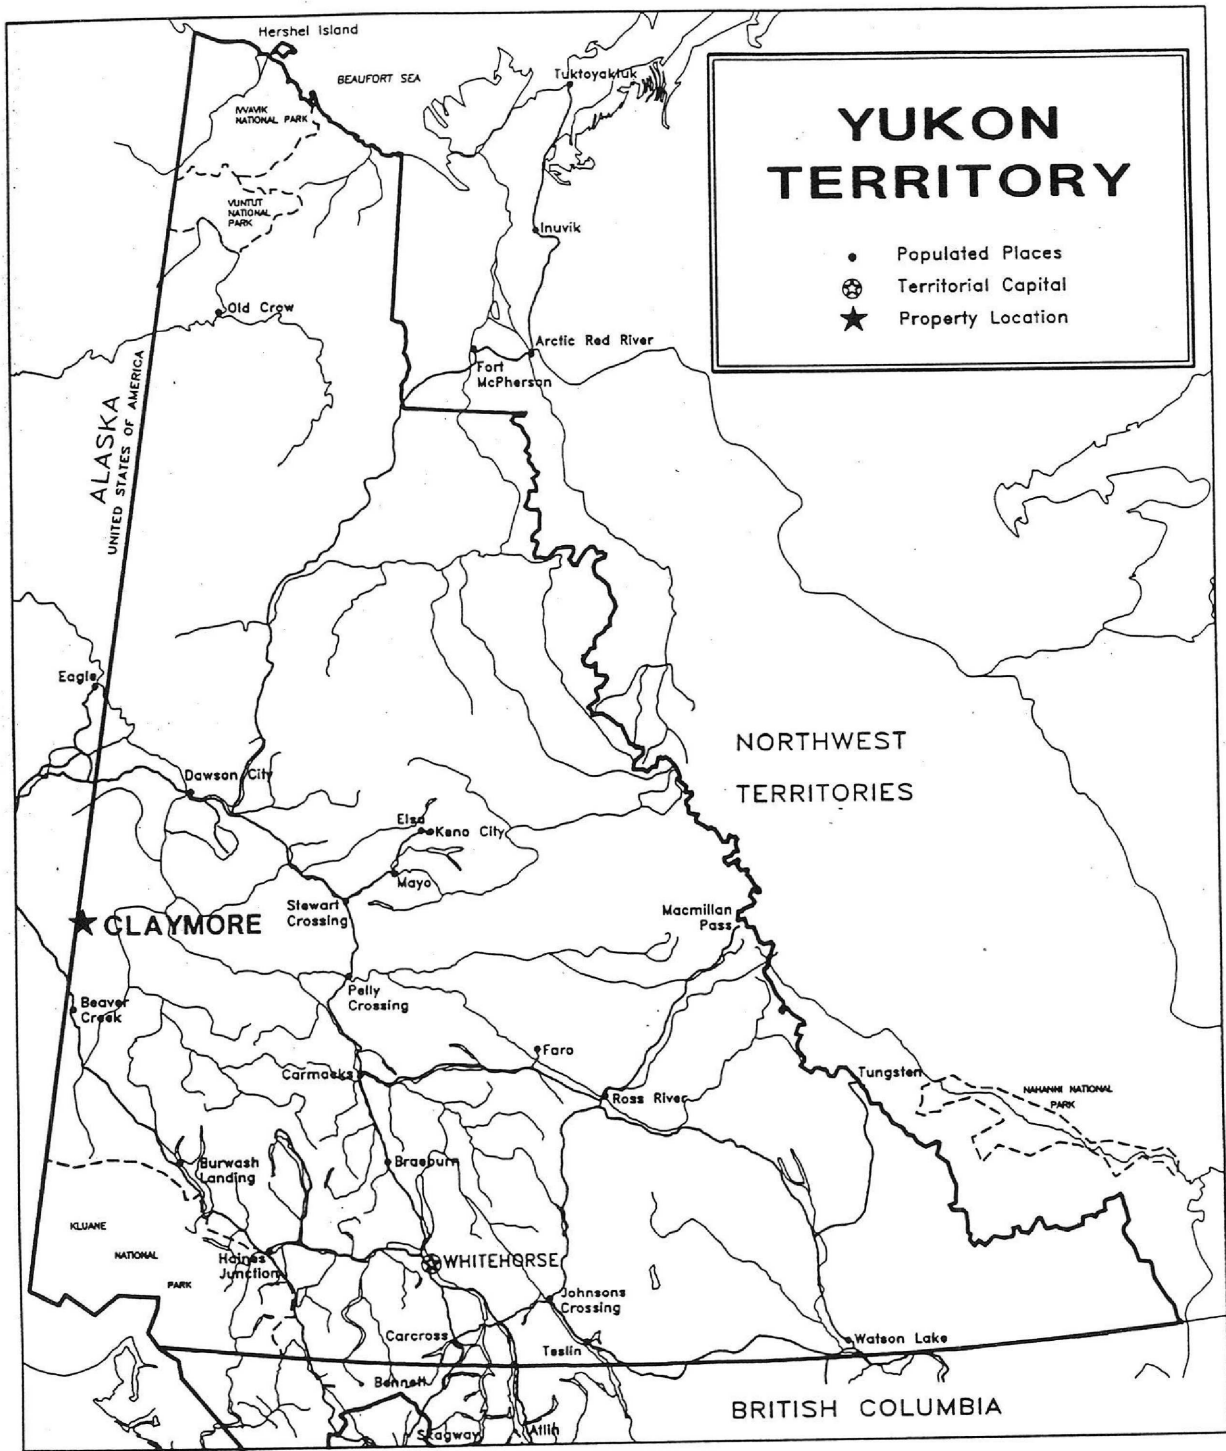 Hershel Island
BEAUFORT SEA
Tuktoyaktuk
IVVAVIK
NATIONAL PARK
YUKON
TERRITORY
VUNTUT
NATIONAL
PARK
Inuvik
Populated Places
Territorial Capital
Property Location
Old Crow
Arctic Red River
Fort
McPherson
ALASKA
UNITED STATES OF AMERICA
Eagle
NORTHWEST
TERRITORIES
Dawson City
Elsa
Keno City
Mayo
Stewart
Crossing
Macmillan
Pass
CLAYMORE
Pelly
Crossing
Beaver
Creek
Faro
Carmacks
Ross River
Tungsten
NAHANNI NATIONAL
PARK
Burwash
Landing
Braeburn
KLUANE
NATIONAL
PARK
Haines
Junction
WHITEHORSE
Johnsons
Crossing
Carcross
Teslin
Watson Lake
Bennett
BRITISH COLUMBIA
Skagway
Atlin